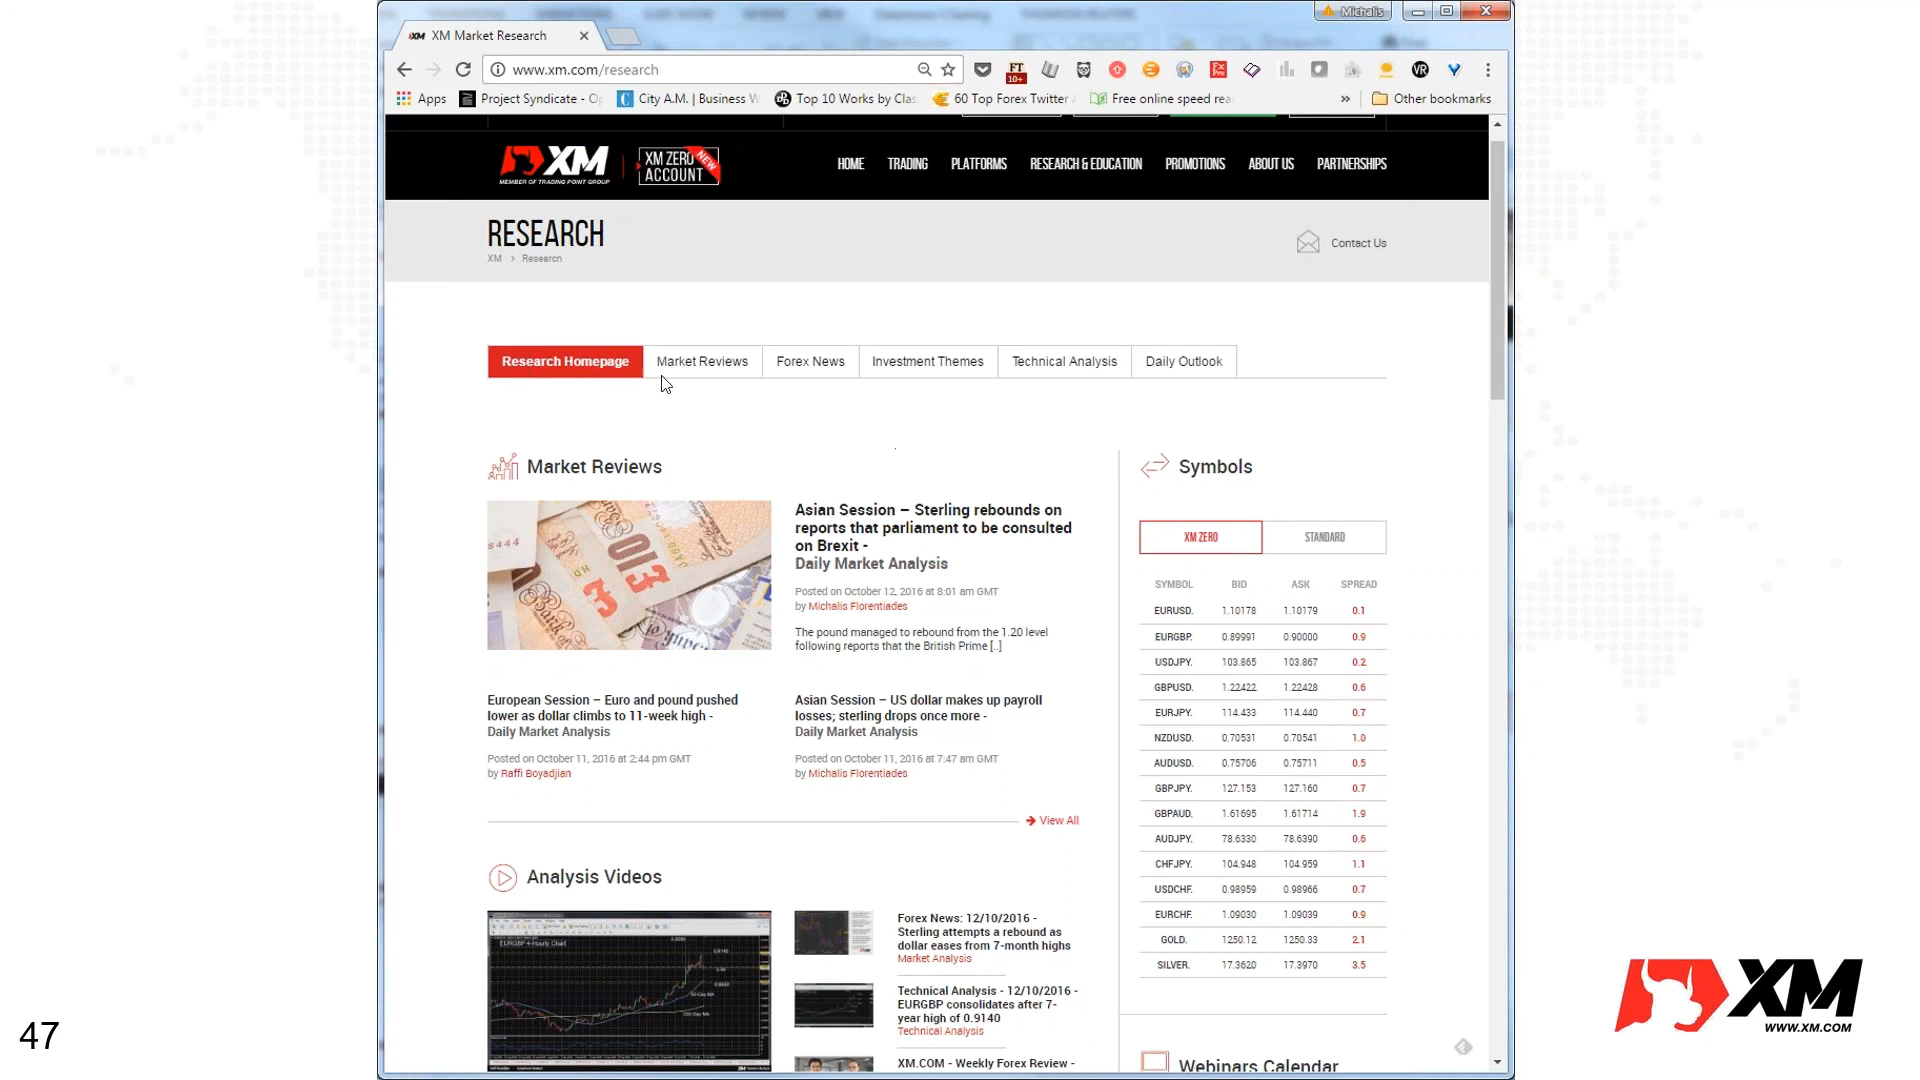 Michalis
XM Market Research
www.xm.com/research
FT
10+
VR
Apps
Project Syndicate - O
City A.M. | Business W
Top 10 Works by Clas
60 Top Forex Twitter
Free online speed rea
»
Other bookmarks
XM
MEMBER OF TRADING POINT GROUP
XM ZERO
ACCOUNT
NEW
HOME
TRADING
PLATFORMS
RESEARCH & EDUCATION
PROMOTIONS
ABOUT US
PARTNERSHIPS
RESEARCH
XM > Research
Contact Us
Research Homepage
Market Reviews
Forex News
Investment Themes
Technical Analysis
Daily Outlook
Market Reviews
Asian Session – Sterling rebounds on
reports that parliament to be consulted
on Brexit -
Daily Market Analysis
Posted on October 12, 2016 at 8:01 am GMT
by Michalis Florentiades
The pound managed to rebound from the 1.20 level
following reports that the British Prime [..]
European Session – Euro and pound pushed
lower as dollar climbs to 11-week high -
Daily Market Analysis
Posted on October 11, 2016 at 2:44 pm GMT
by Raffi Boyadjian
Asian Session – US dollar makes up payroll
losses; sterling drops once more -
Daily Market Analysis
Posted on October 11, 2016 at 7:47 am GMT
by Michalis Florentiades
View All
Analysis Videos
EURGBP 4-Hourly Chart
Forex News: 12/10/2016 -
Sterling attempts a rebound as
dollar eases from 7-month highs
Market Analysis
Technical Analysis - 12/10/2016 -
EURGBP consolidates after 7-
year high of 0.9140
Technical Analysis
XM.COM - Weekly Forex Review -
Symbols
XM ZERO
STANDARD
SYMBOL BID ASK SPREAD
EURUSD. 1.10178 1.10179 0.1
EURGBP. 0.89991 0.90000 0.9
USDJPY. 103.865 103.867 0.2
GBPUSD. 1.22422 1.22428 0.6
EURJPY. 114.433 114.440 0.7
NZDUSD. 0.70531 0.70541 1.0
AUDUSD. 0.75706 0.75711 0.5
GBPJPY. 127.153 127.160 0.7
GBPAUD. 1.61695 1.61714 1.9
AUDJPY. 78.6330 78.6390 0.6
CHFJPY. 104.948 104.959 1.1
USDCHF. 0.98959 0.98966 0.7
EURCHF. 1.09030 1.09039 0.9
GOLD. 1250.12 1250.33 2.1
SILVER. 17.3620 17.3970 3.5
Webinars Calendar
47
XM
WWW.XM.COM